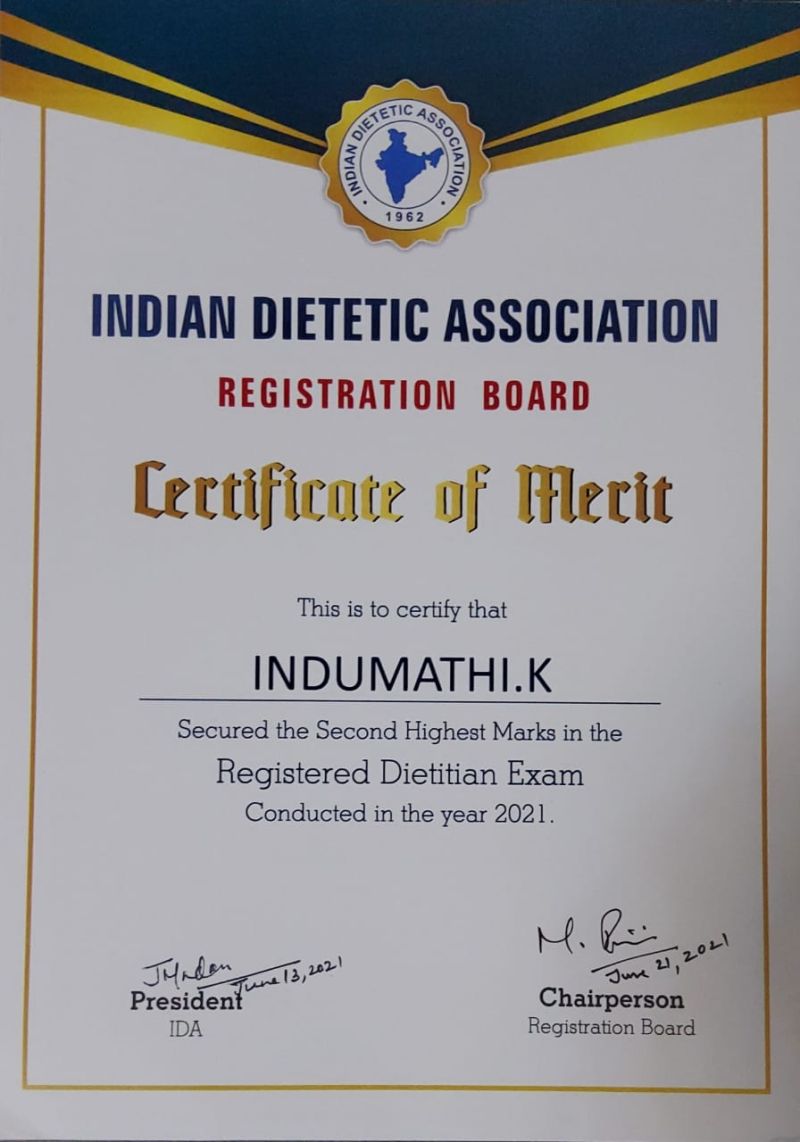 INDIAN DIETETIC ASSOCIATION
1962
INDIAN DIETETIC ASSOCIATION
REGISTRATION BOARD
Certificate of Merit
This is to certify that
INDUMATHI.K
Secured the Second Highest Marks in the
Registered Dietitian Exam
Conducted in the year 2021.
June 13, 2021
President
IDA
M.
June 21, 2021
Chairperson
Registration Board